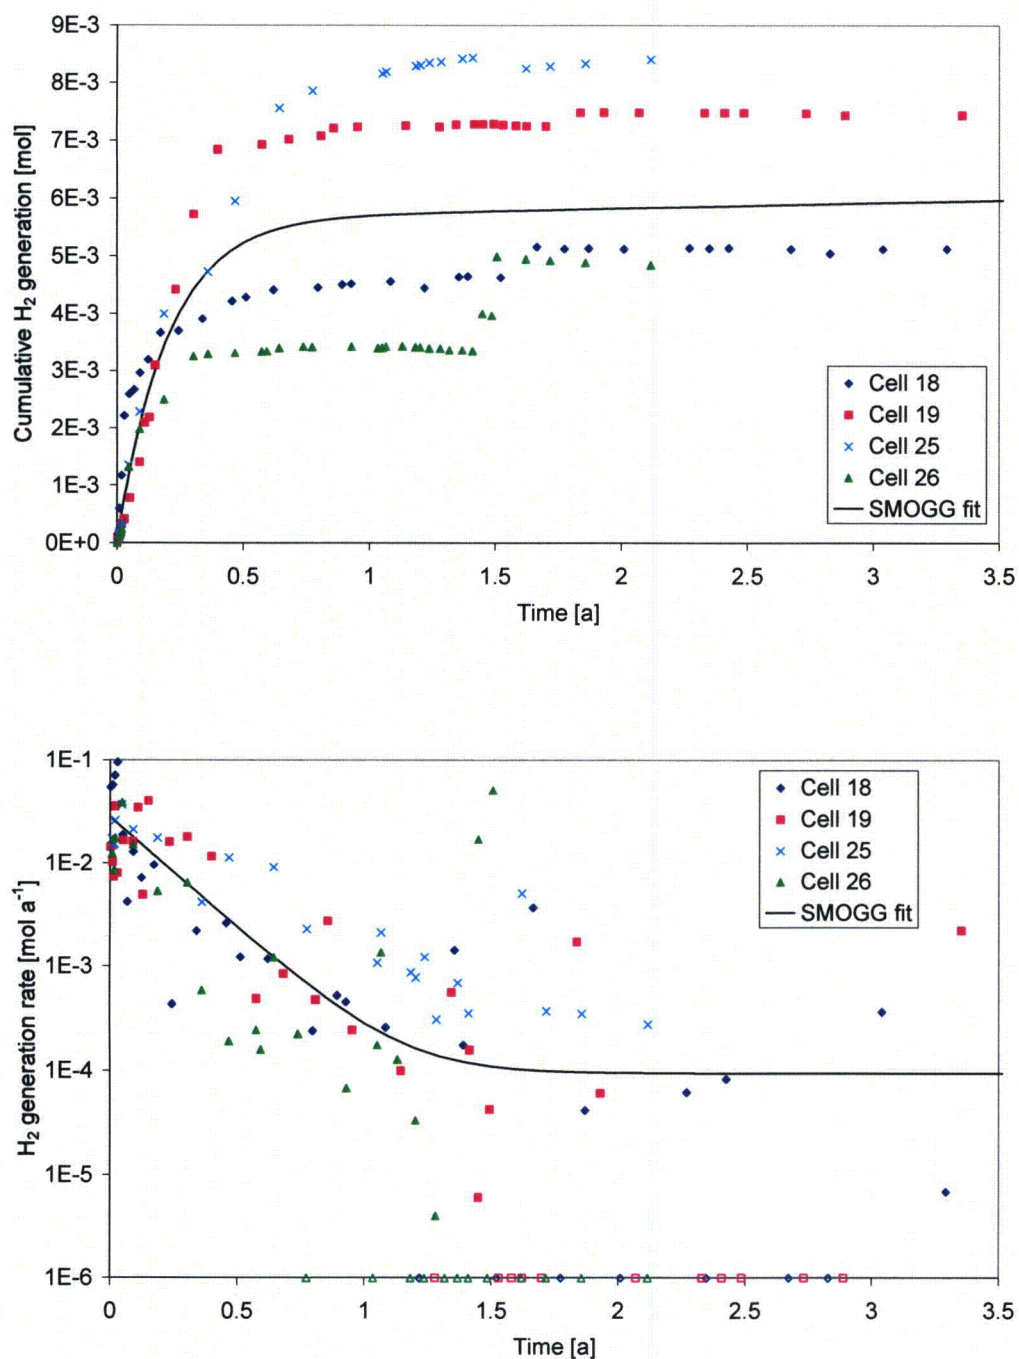 9E-3
8E-3
7E-3
6E-3
5E-3
4E-3
3E-3
2E-3
1E-3
0E+0
Cumulative H₂ generation [mol]
0 0.5 1 1.5 2 2.5 3 3.5
Time [a]
Cell 18
Cell 19
Cell 25
Cell 26
SMOGG fit
1E-1
1E-2
1E-3
1E-4
1E-5
1E-6
H₂ generation rate [mol a⁻¹]
0 0.5 1 1.5 2 2.5 3 3.5
Time [a]
Cell 18
Cell 19
Cell 25
Cell 26
SMOGG fit